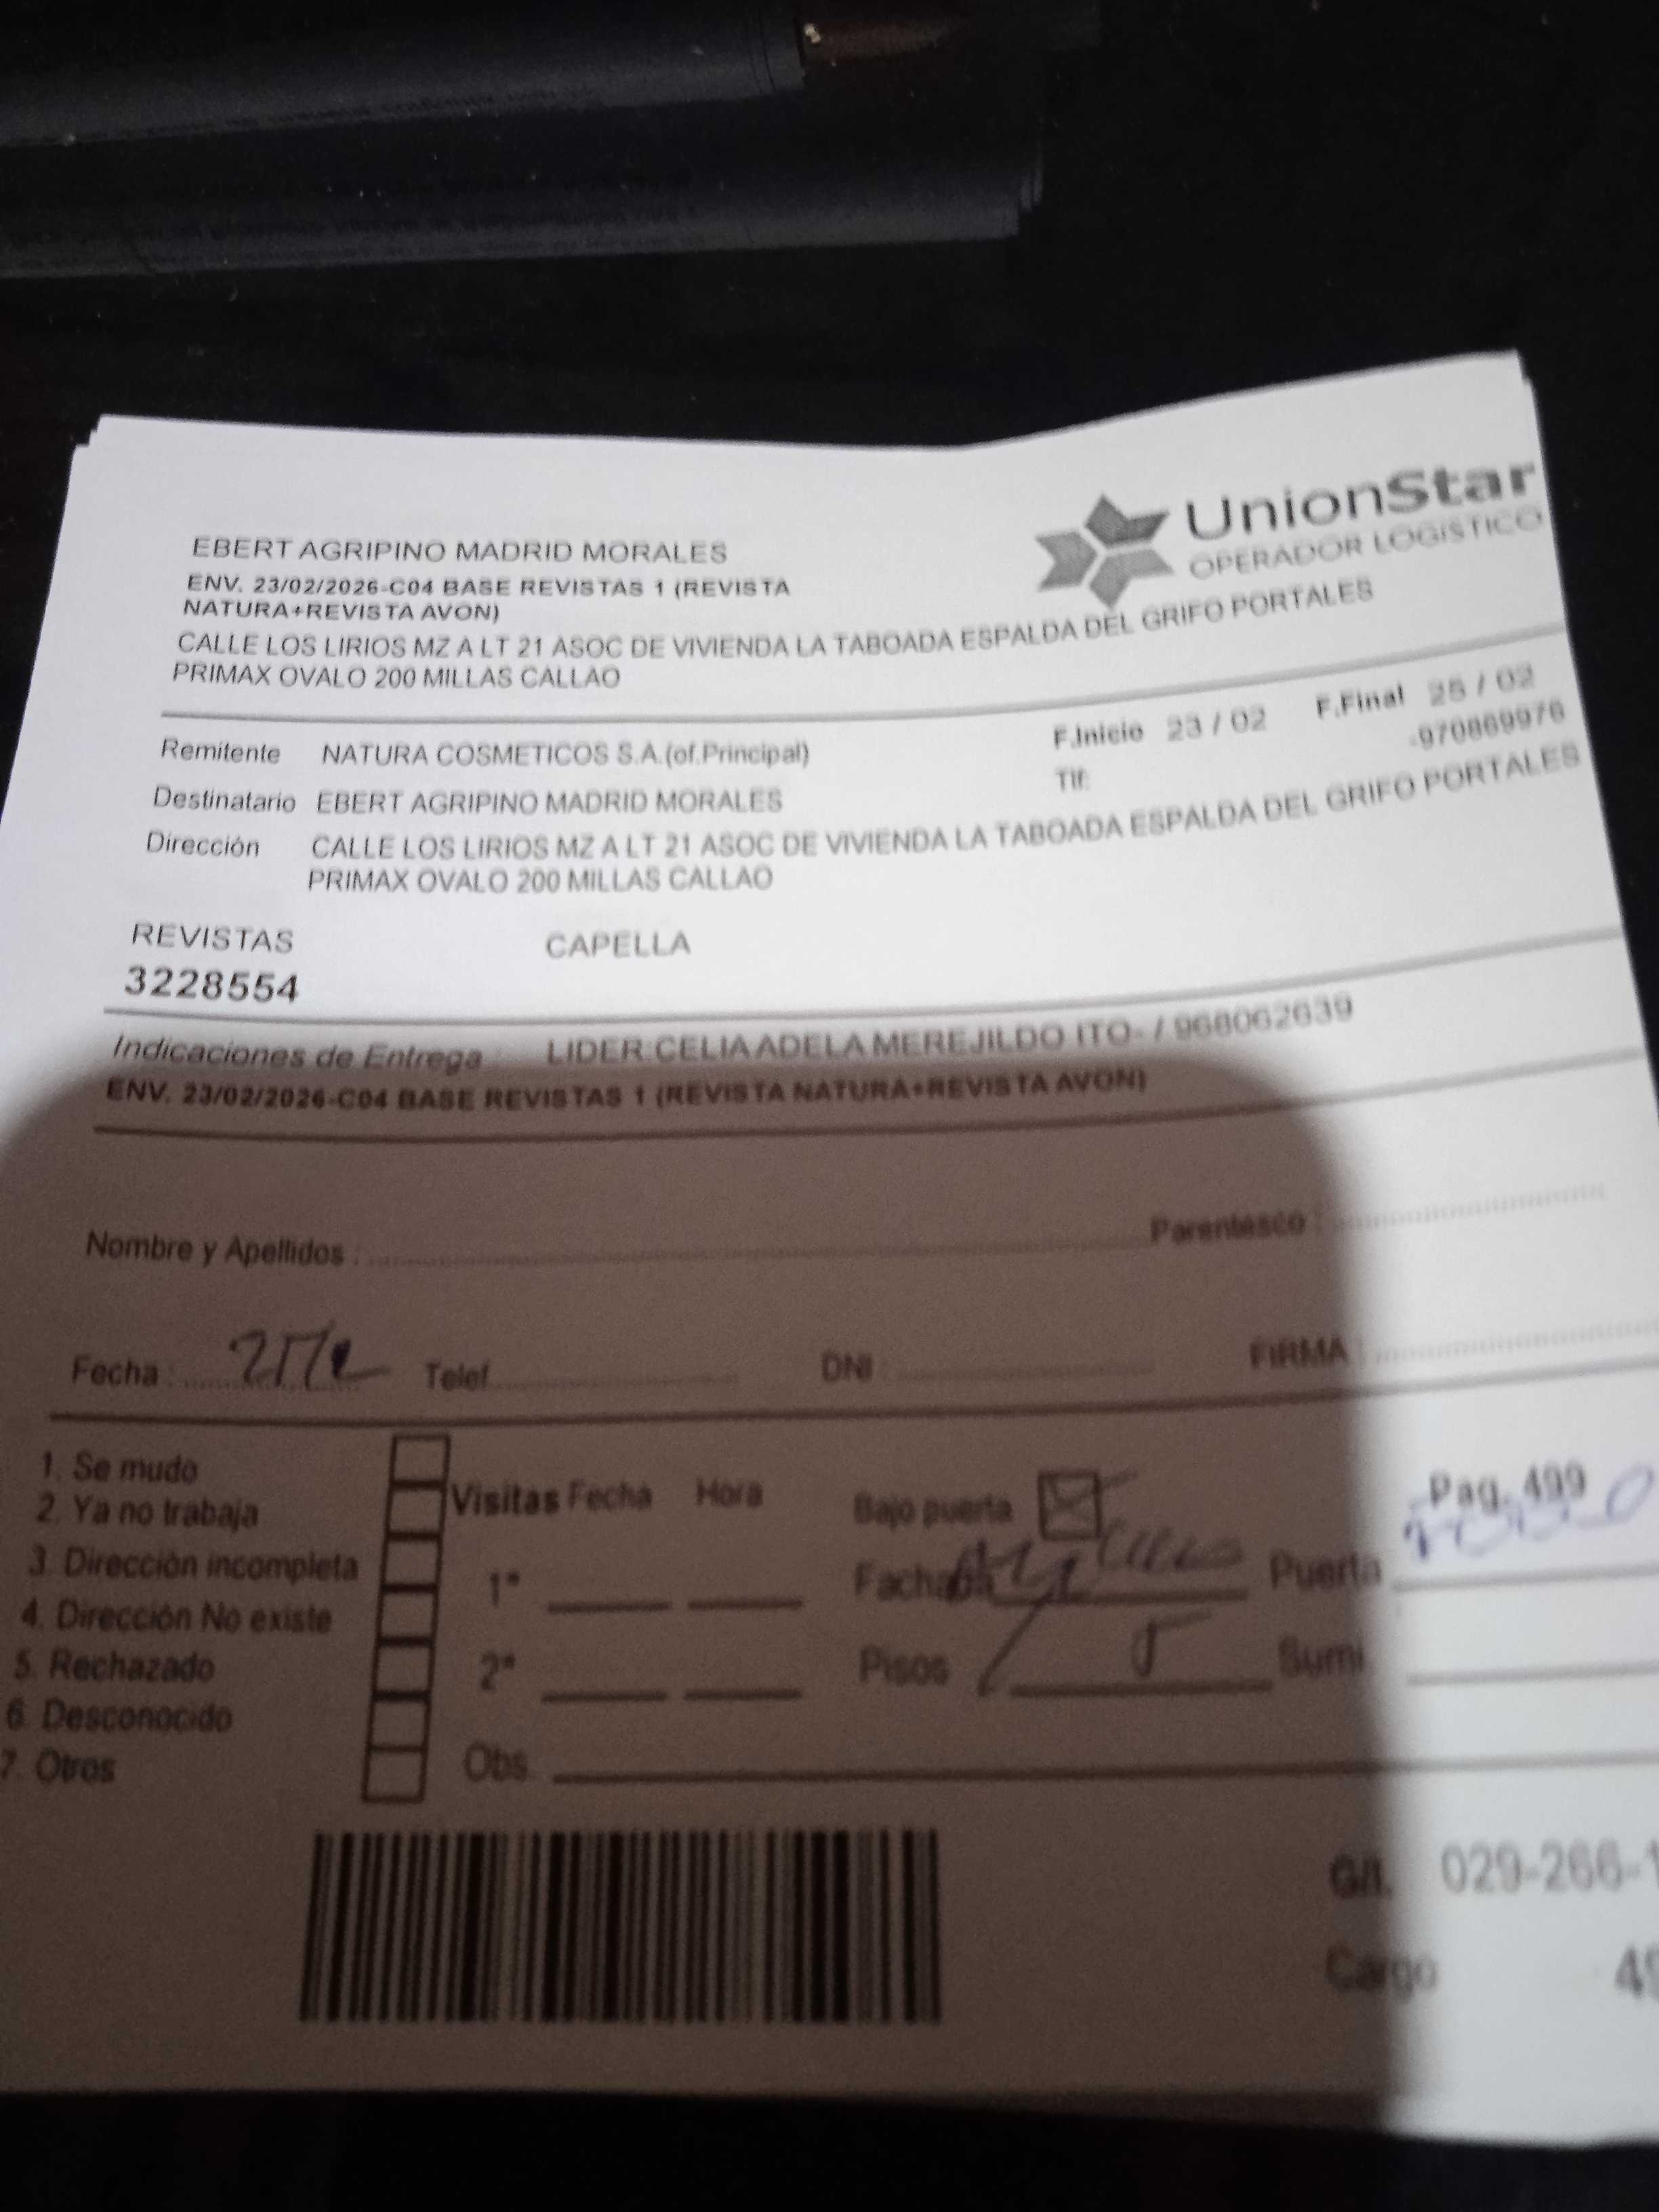 UnionStar
OPERADOR LOGISTICO
EBERT AGRIPINO MADRID MORALES
ENV. 23/02/2026-C04 BASE REVISTAS 1 (REVISTA
NATURA+REVISTA AVON)
CALLE LOS LIRIOS MZ A LT 21 ASOC DE VIVIENDA LA TABOADA ESPALDA DEL GRIFO PORTALES
PRIMAX OVALO 200 MILLAS CALLAO
Remitente NATURA COSMETICOS S.A.(of.Principal) F.Inicio 23 / 02 F.Final 25 / 02
Tlf: -970869976
Destinatario EBERT AGRIPINO MADRID MORALES
Dirección CALLE LOS LIRIOS MZ A LT 21 ASOC DE VIVIENDA LA TABOADA ESPALDA DEL GRIFO PORTALES
PRIMAX OVALO 200 MILLAS CALLAO
REVISTAS CAPELLA
3228554
Indicaciones de Entrega : LIDER:CELIA ADELA MEREJILDO ITO- / 968062639
ENV. 23/02/2026-C04 BASE REVISTAS 1 (REVISTA NATURA+REVISTA AVON)
Nombre y Apellidos : Parentesco :
Fecha : Telef. DNI : FIRMA :
1. Se mudo
2. Ya no trabaja
3. Dirección incompleta
4. Dirección No existe
5. Rechazado
6. Desconocido
7. Otros
Visitas Fecha Hora
1°
2°
Obs.
Bajo puerta
Fachada Puerta
Pisos Sumi.
Pag. 499
G/I. 029-266-1
Cargo 49